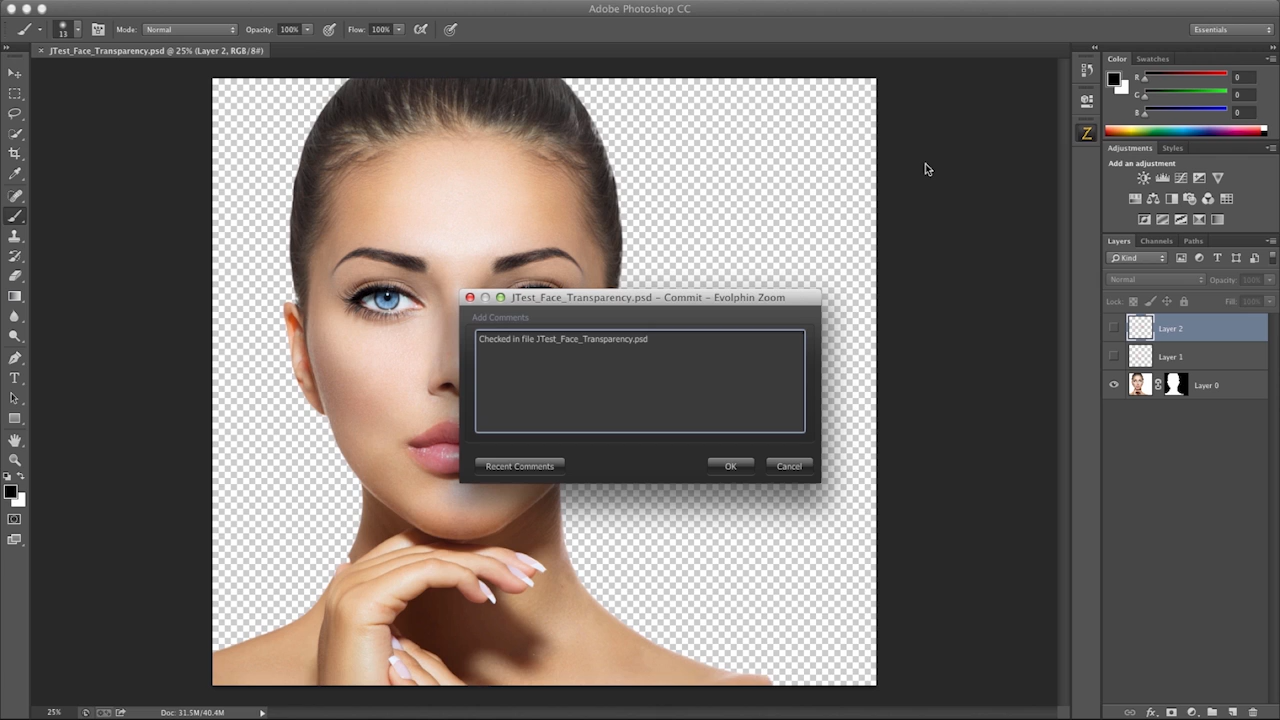 Adobe Photoshop CC
13 Mode: Normal Opacity: 100% Flow: 100% Essentials
× JTest_Face_Transparency.psd @ 25% (Layer 2, RGB/8#)
Color Swatches
R 0
G 0
B 0
Z
Adjustments Styles
Add an adjustment
Layers Channels Paths
Kind
Normal Opacity: 100%
Lock: Fill: 100%
Layer 2
Layer 1
Layer 0
JTest_Face_Transparency.psd – Commit – Evolphin Zoom
Add Comments
Checked in file JTest_Face_Transparency.psd
Recent Comments OK Cancel
T
25% Doc: 31.5M/40.4M
fx